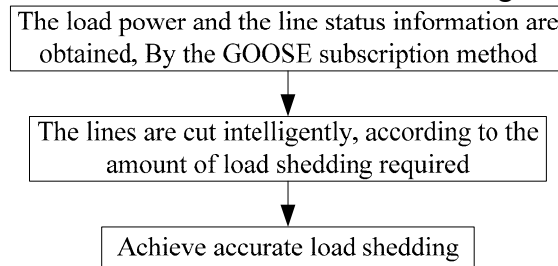 The load power and the line status information are
obtained, By the GOOSE subscription method
The lines are cut intelligently, according to the
amount of load shedding required
Achieve accurate load shedding